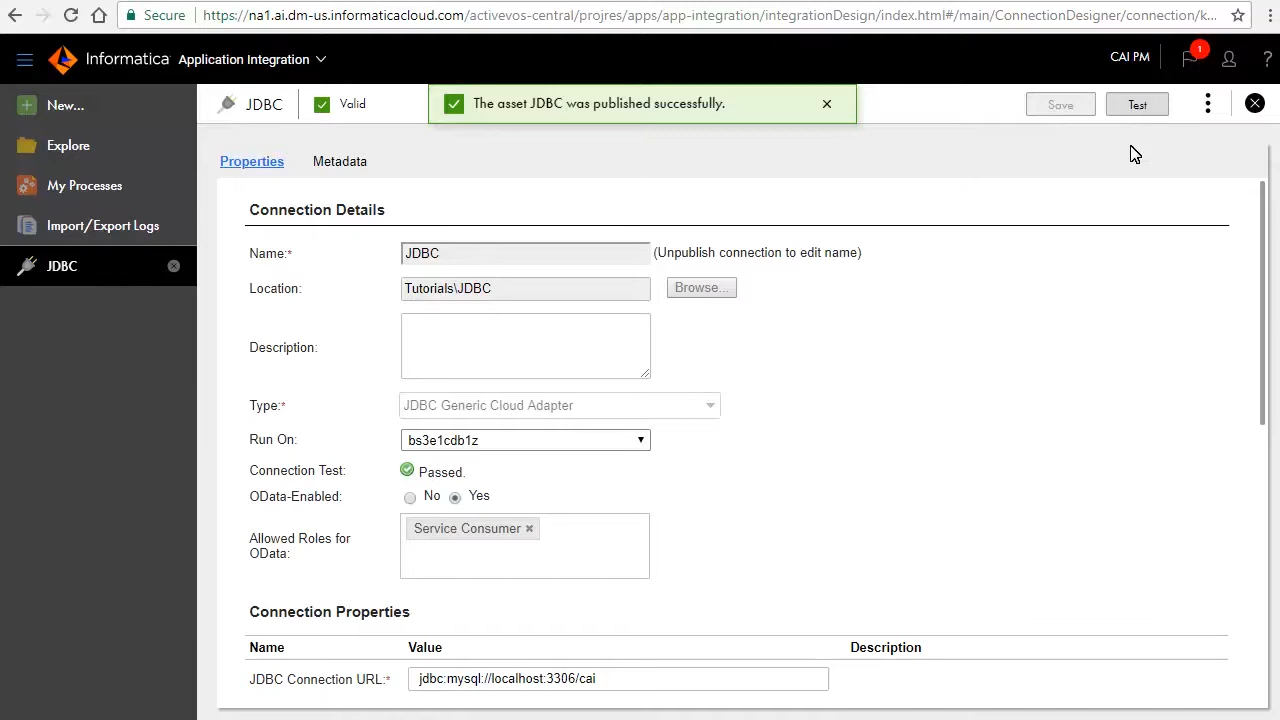 Secure
https://na1.ai.dm-us.informaticacloud.com/activevos-central/projres/apps/app-integration/integrationDesign/index.html#/main/ConnectionDesigner/connection/k...
Informatica Application Integration
CAI PM
1
?
New...
Explore
My Processes
Import/Export Logs
JDBC
JDBC
Valid
The asset JDBC was published successfully.
Save
Test
Properties
Metadata
Connection Details
Name:* JDBC (Unpublish connection to edit name)
Location: Tutorials\JDBC Browse...
Description:
Type:* JDBC Generic Cloud Adapter
Run On: bs3e1cdb1z
Connection Test: Passed.
OData-Enabled: No Yes
Allowed Roles for
OData:
Service Consumer
Connection Properties
Name Value Description
JDBC Connection URL:* jdbc:mysql://localhost:3306/cai